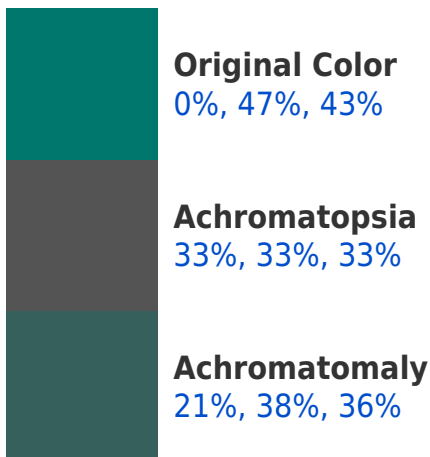 Original Color
0%, 47%, 43%
Achromatopsia
33%, 33%, 33%
Achromatomaly
21%, 38%, 36%